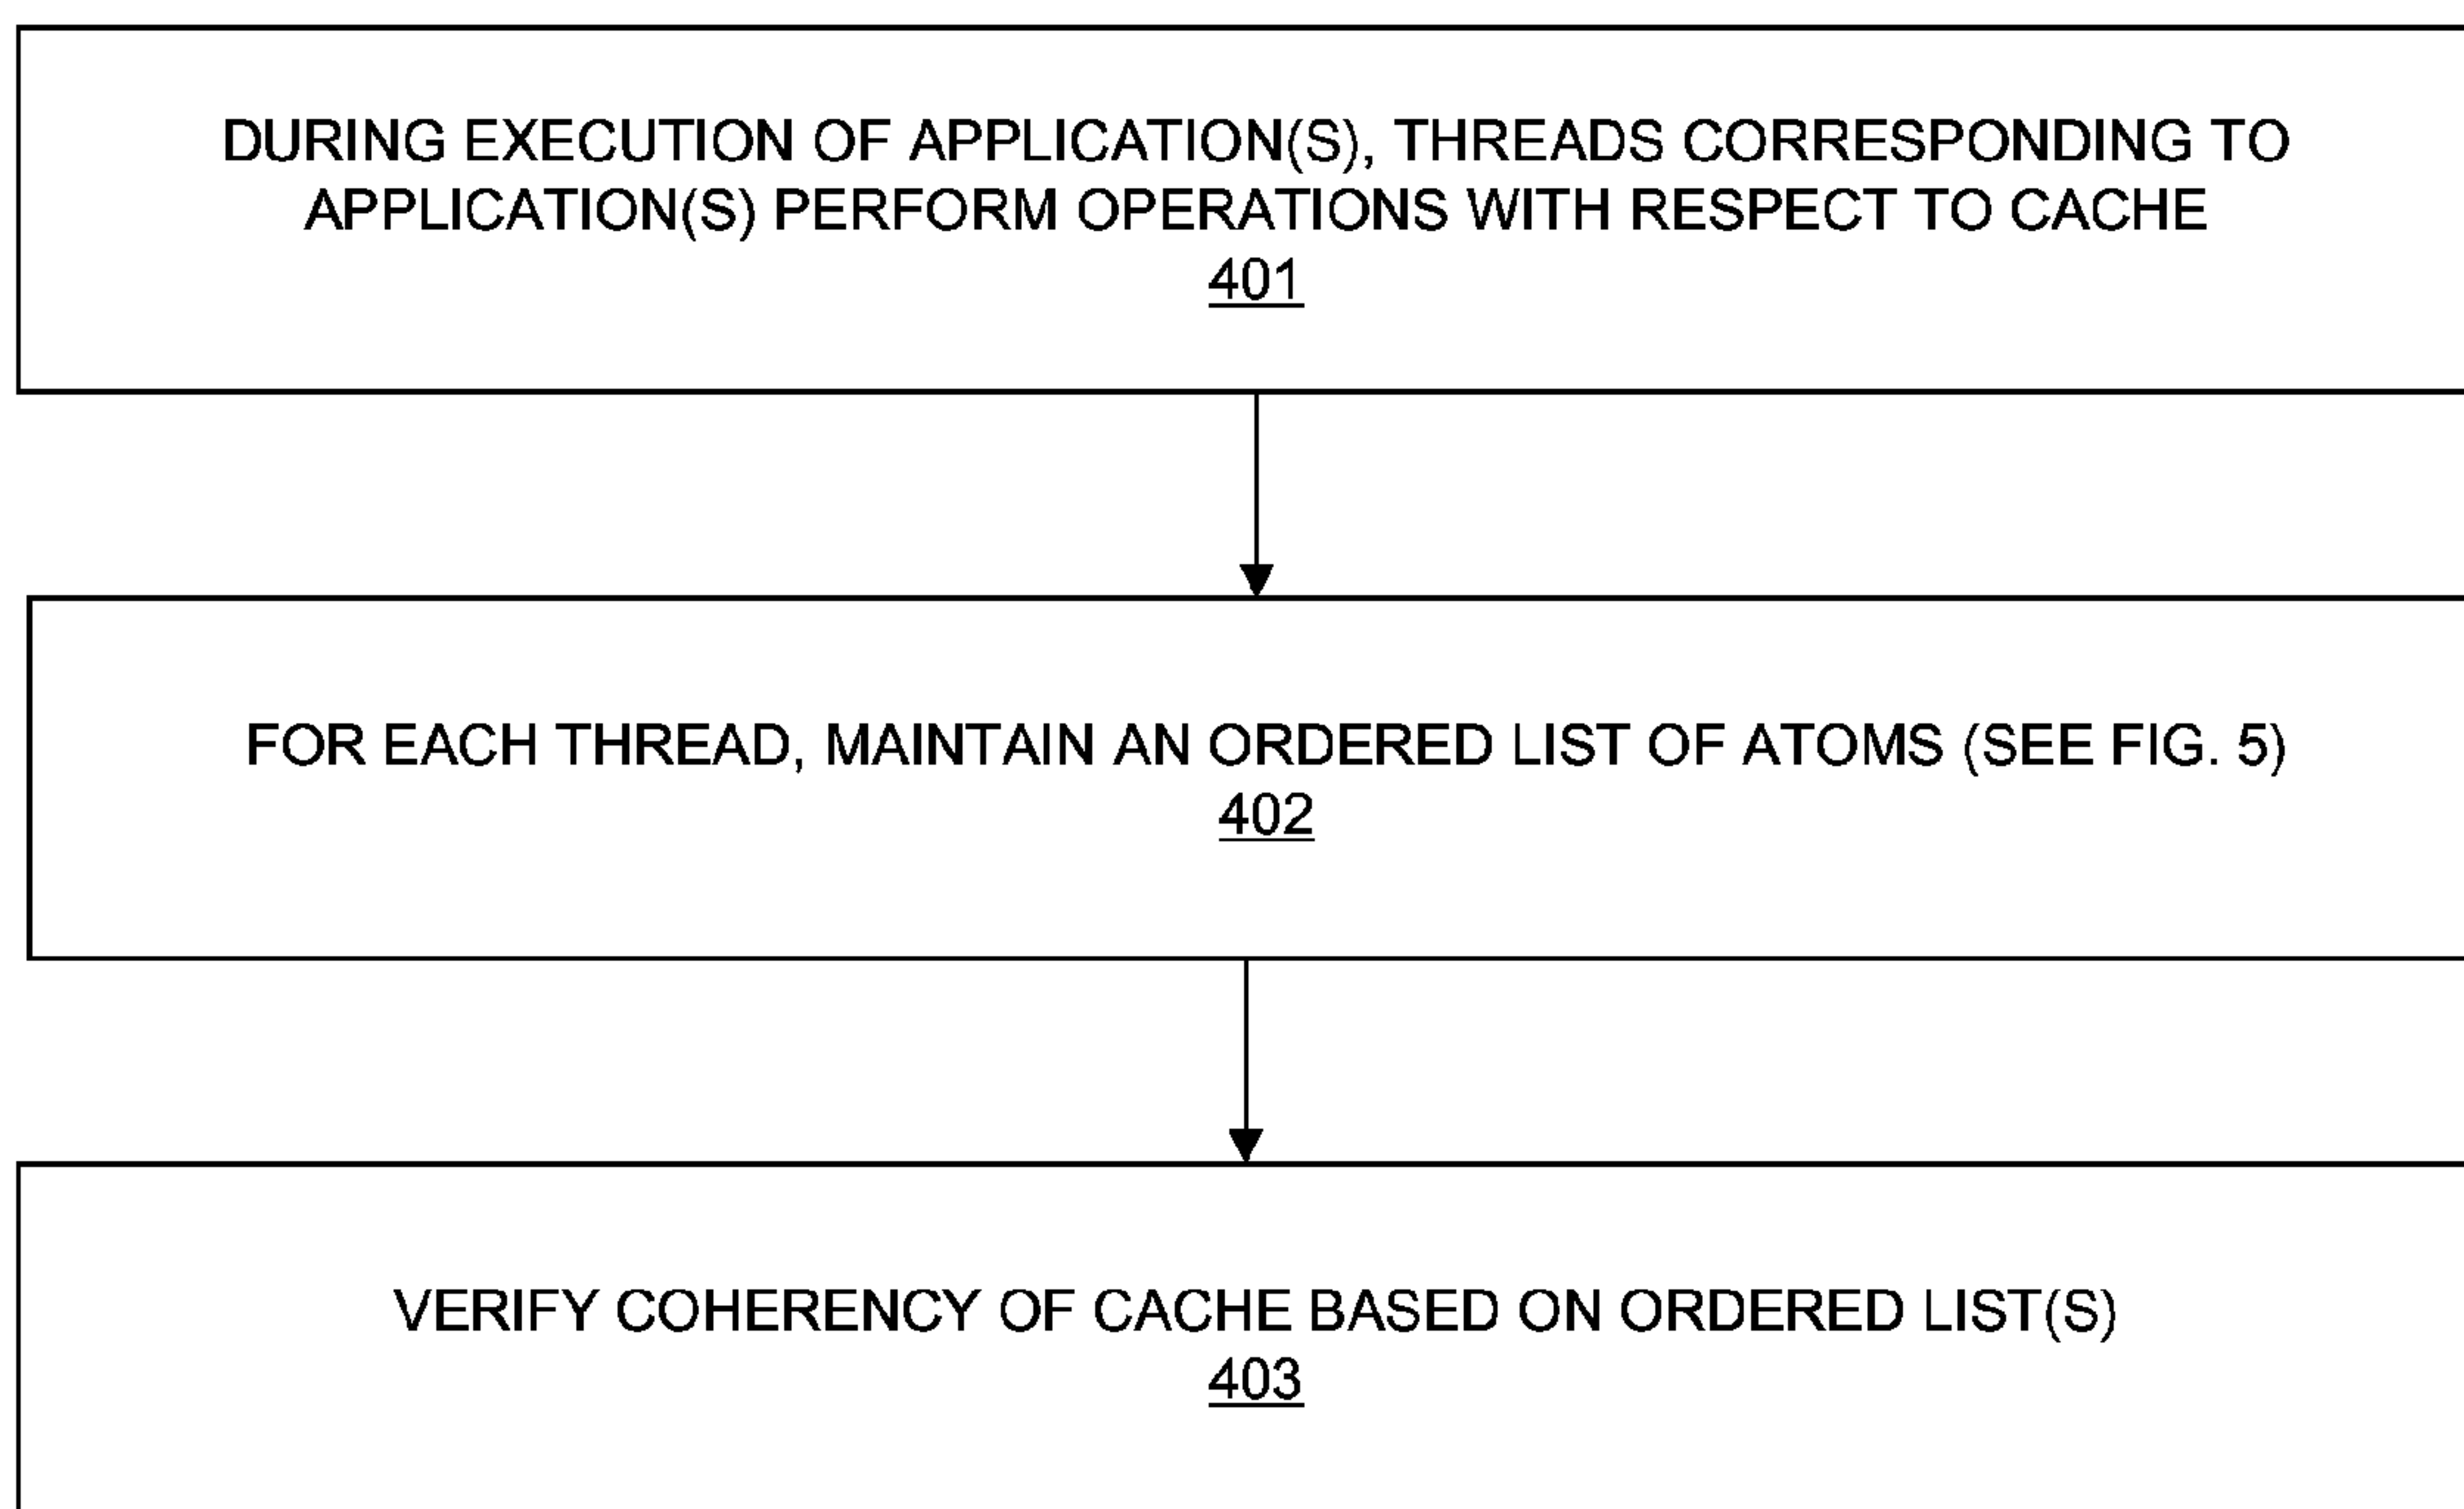 DURING EXECUTION OF APPLICATION(S), THREADS CORRESPONDING TO
APPLICATION(S) PERFORM OPERATIONS WITH RESPECT TO CACHE
401
FOR EACH THREAD, MAINTAIN AN ORDERED LIST OF ATOMS (SEE FIG. 5)
402
VERIFY COHERENCY OF CACHE BASED ON ORDERED LIST(S)
403